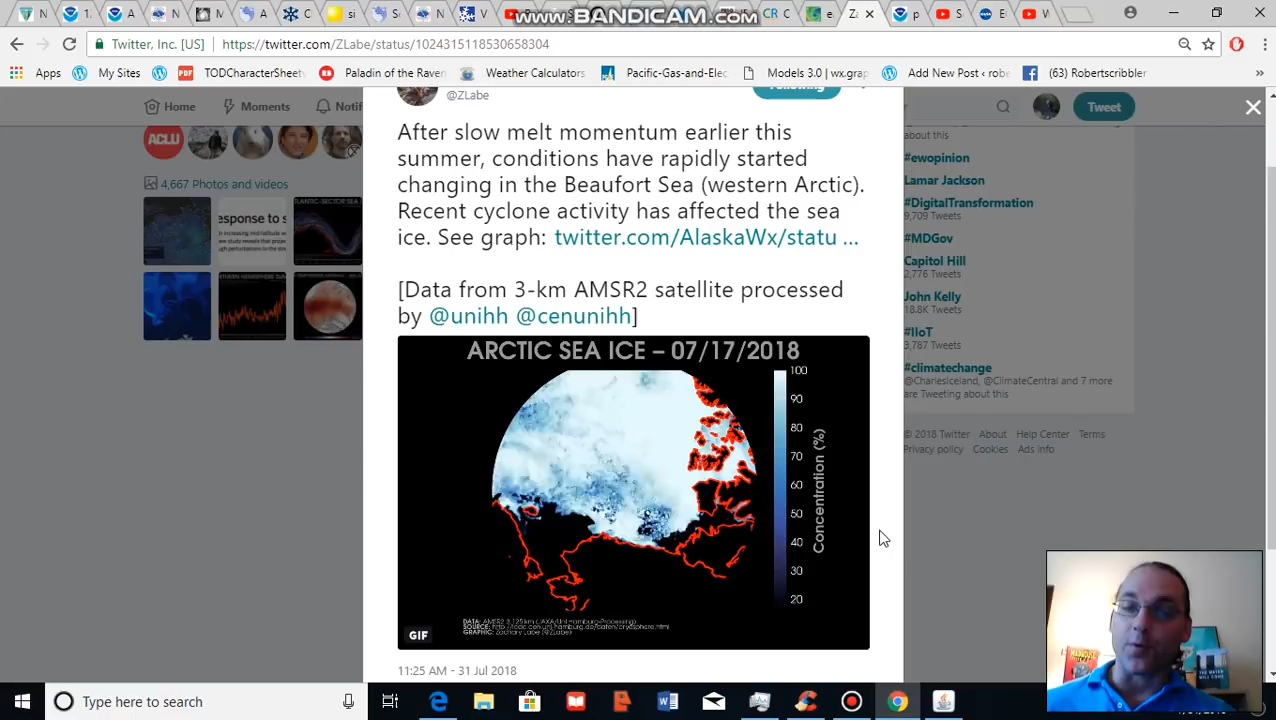 WWW.BANDICAM.COM
Twitter, Inc. [US] https://twitter.com/ZLabe/status/1024315118530658304
Apps My Sites TODCharacterSheet Paladin of the Raven Weather Calculators Pacific-Gas-and-Elec Models 3.0 | wx.graph Add New Post ‹ robe (63) Robertscribbler »
Home Moments Notif Tweet
@ZLabe
Following
After slow melt momentum earlier this
summer, conditions have rapidly started
changing in the Beaufort Sea (western Arctic).
Recent cyclone activity has affected the sea
ice. See graph: twitter.com/AlaskaWx/statu ...
[Data from 3-km AMSR2 satellite processed
by @unihh @cenunihh]
ARCTIC SEA ICE – 07/17/2018
100
90
80
70
60
50
40
30
20
Concentration (%)
GIF
11:25 AM - 31 Jul 2018
ACLU
4,667 Photos and videos
about this
#ewopinion
Lamar Jackson
9,709 Tweets
#DigitalTransformation
#MDGov
Capitol Hill
2,776 Tweets
John Kelly
18.8K Tweets
#IIoT
3,787 Tweets
#climatechange
@CharlesIceland, @ClimateCentral and 7 more
are Tweeting about this
© 2018 Twitter About Help Center Terms
Privacy policy Cookies Ads info
Type here to search